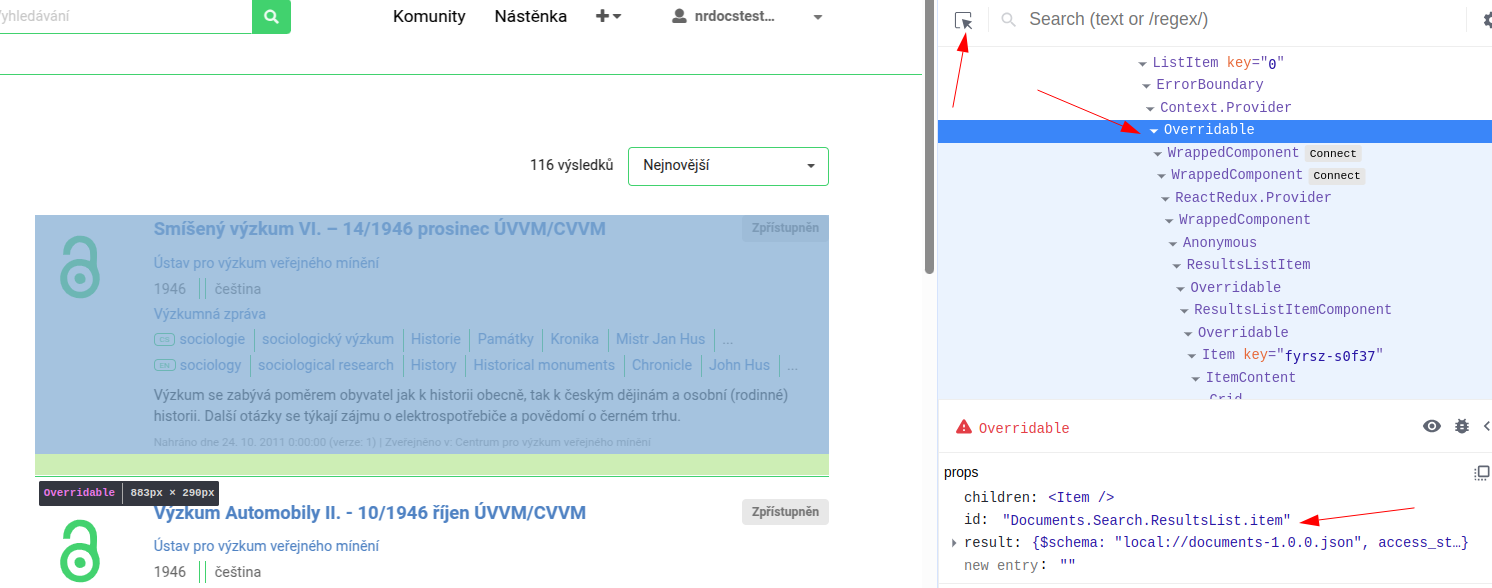 yhledávání
Komunity
Nástěnka
nrdocstest...
116 výsledků
Nejnovější
Smíšený výzkum VI. – 14/1946 prosinec ÚVVM/CVVM
Zpřístupněn
Ústav pro výzkum veřejného mínění
1946
čeština
Výzkumná zpráva
CS sociologie sociologický výzkum Historie Památky Kronika Mistr Jan Hus ...
EN sociology sociological research History Historical monuments Chronicle John Hus ...
Výzkum se zabývá poměrem obyvatel jak k historii obecně, tak k českým dějinám a osobní (rodinné)
historii. Další otázky se týkají zájmu o elektrospotřebiče a povědomí o černém trhu.
Nahráno dne 24. 10. 2011 0:00:00 (verze: 1) | Zveřejněno v: Centrum pro výzkum veřejného mínění
Overridable 883px × 290px
Výzkum Automobily II. - 10/1946 říjen ÚVVM/CVVM
Zpřístupněn
Ústav pro výzkum veřejného mínění
1946
čeština
Search (text or /regex/)
ListItem key="0"
ErrorBoundary
Context.Provider
Overridable
WrappedComponent Connect
WrappedComponent Connect
ReactRedux.Provider
WrappedComponent
Anonymous
ResultsListItem
Overridable
ResultsListItemComponent
Overridable
Item key="fyrsz-s0f37"
ItemContent
Grid
Overridable
props
children: <Item />
id: "Documents.Search.ResultsList.item"
result: {$schema: "local://documents-1.0.0.json", access_st…}
new entry: ""